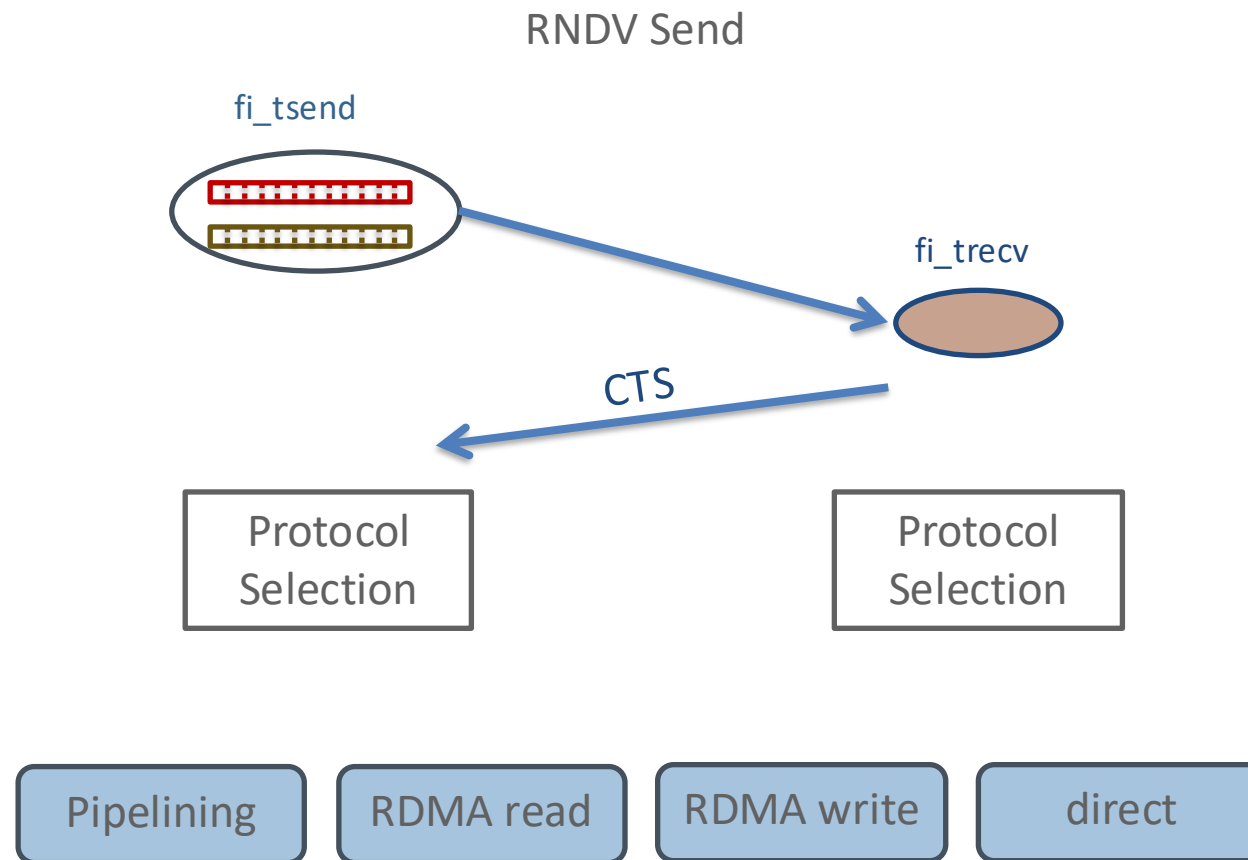 RNDV Send
fi_tsend
fi_trecv
CTS
Protocol
Selection
Protocol
Selection
Pipelining
RDMA read
RDMA write
direct